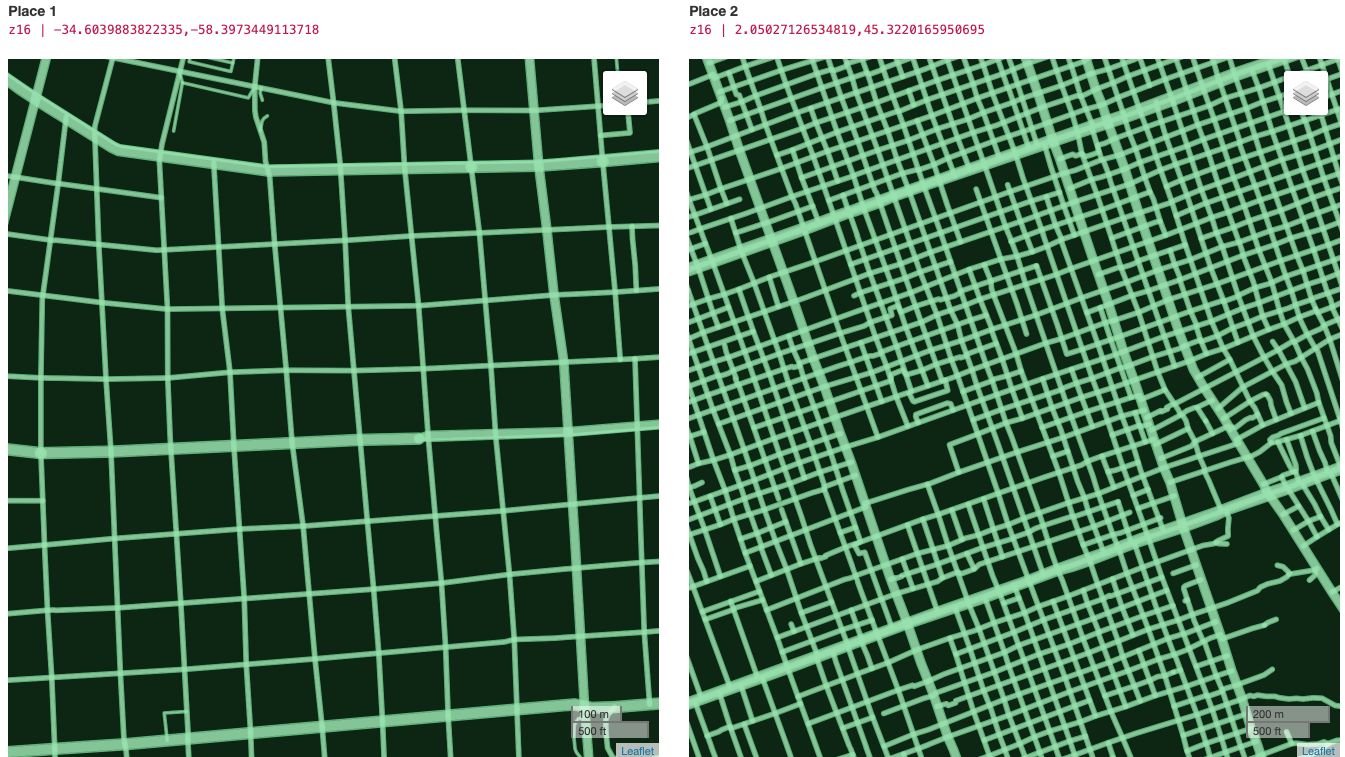 Place 1
z16 | -34.6039883822335,-58.3973449113718
100 m
500 ft
Leaflet
Place 2
z16 | 2.05027126534819,45.3220165950695
200 m
500 ft
Leaflet